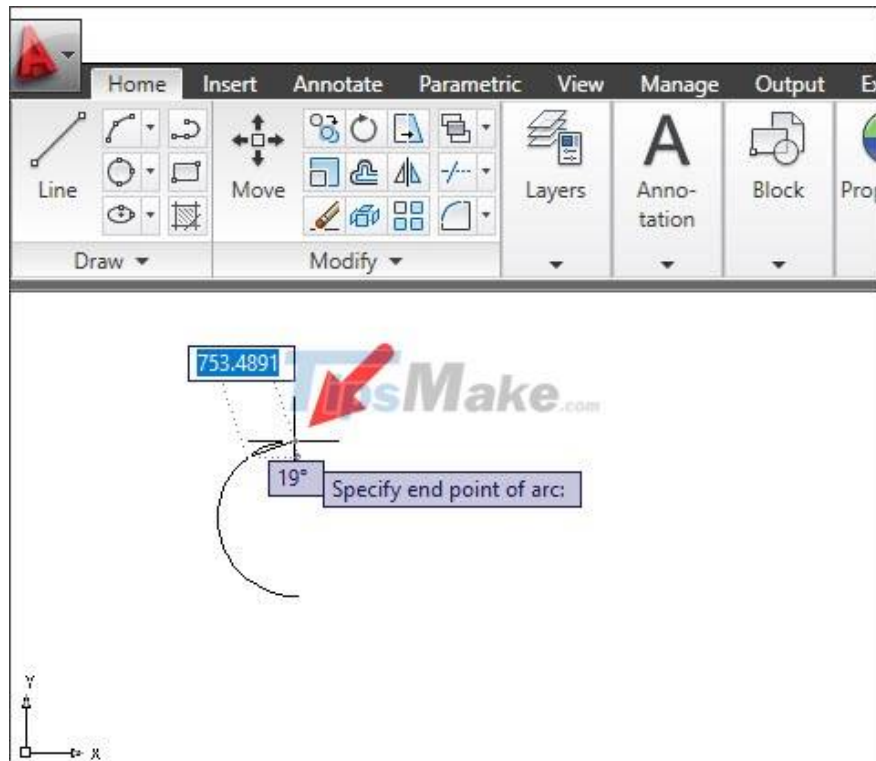 Home Insert Annotate Parametric View Manage Output
Line
Move
Layers
Anno-
tation
Block
Draw
Modify
753.4891
TipsMake.com
19°
Specify end point of arc:
Y
X